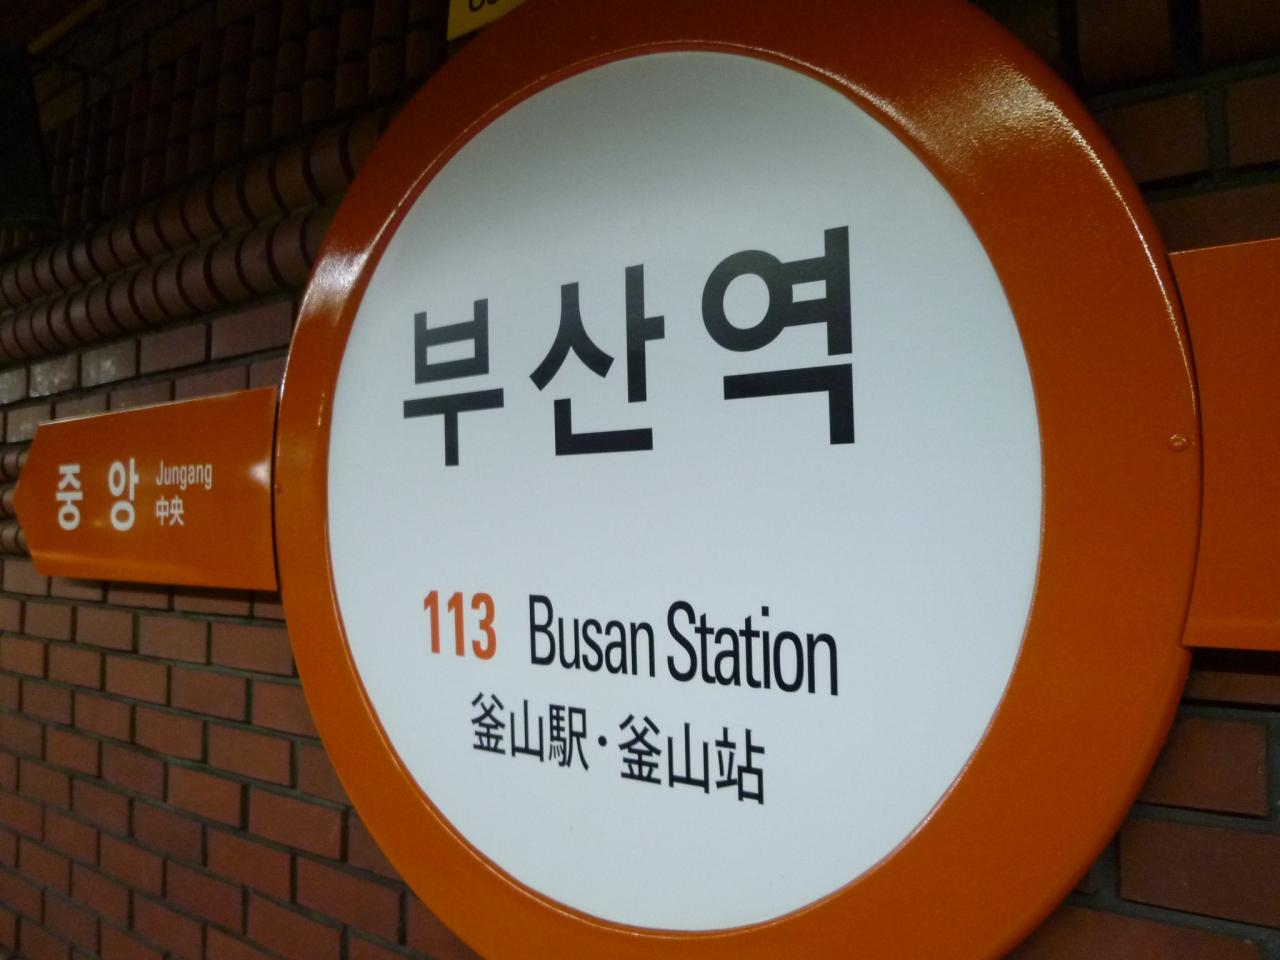 부산역
113 Busan Station
釜山駅·釜山站
중앙
Jungang
中央